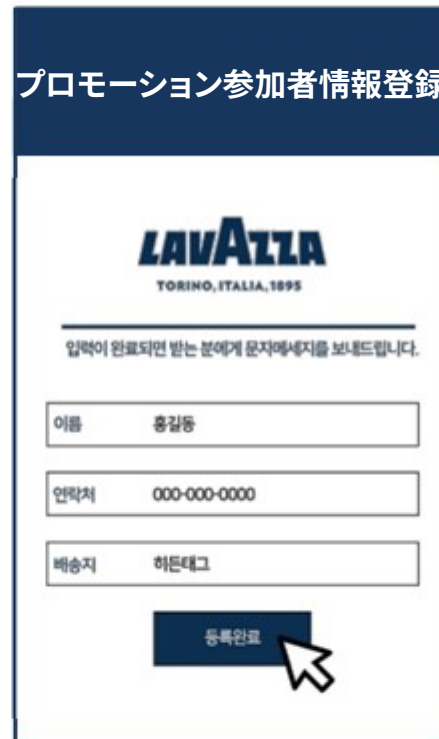 プロモーション参加者情報登録
LAVAZZA
TORINO, ITALIA, 1895
입력이 완료되면 받는 분에게 문자메세지를 보내드립니다.
이름 홍길동
연락처 000-000-0000
배송지 히든태그
등록완료